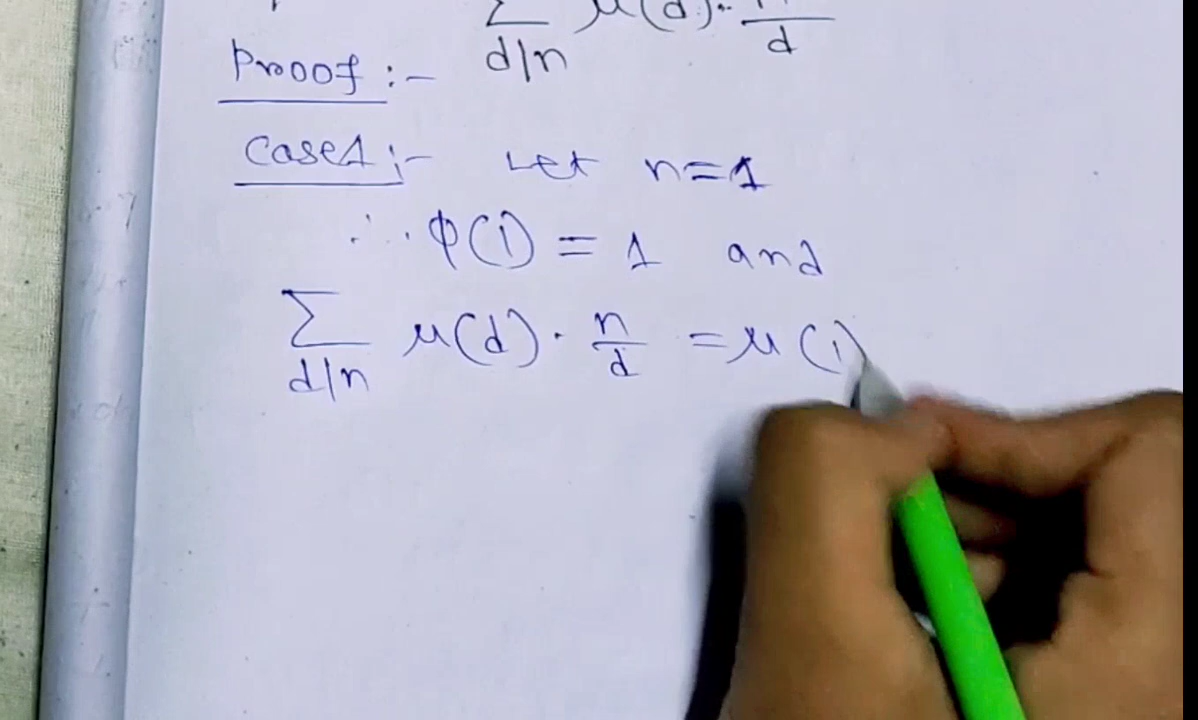 ∑ μ(d)· n/d
d|n
Proof :-
Case1 :- Let n=1
∴ φ(1) = 1 and
∑ μ(d) · n/d = μ(1)
d|n